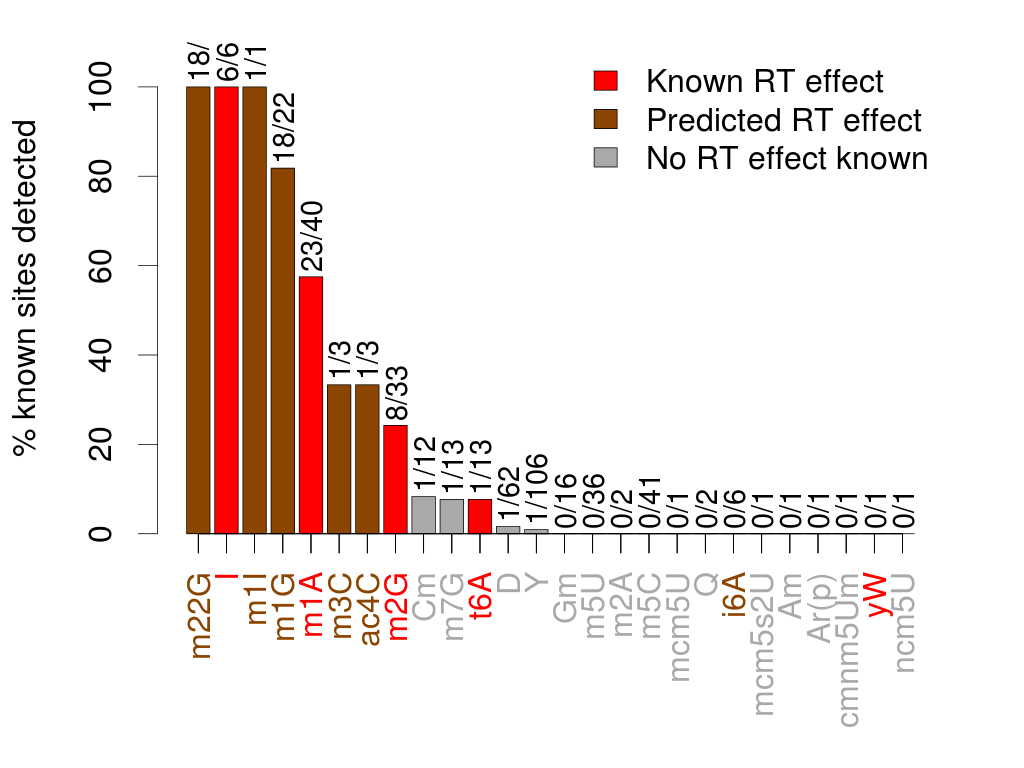 Known RT effect
Predicted RT effect
No RT effect known
% known sites detected
100
80
60
40
20
0
18/
6/6
1/1
18/22
23/40
1/3
1/3
8/33
1/12
1/13
1/13
1/62
1/106
0/16
0/36
0/2
0/41
0/1
0/2
0/6
0/1
0/1
0/1
0/1
0/1
0/1
m22G
I
m1I
m1G
m1A
m3C
ac4C
m2G
Cm
m7G
t6A
D
Y
Gm
m5U
m2A
m5C
mcm5U
Q
i6A
mcm5s2U
Am
Ar(p)
cmnm5Um
yW
ncm5U